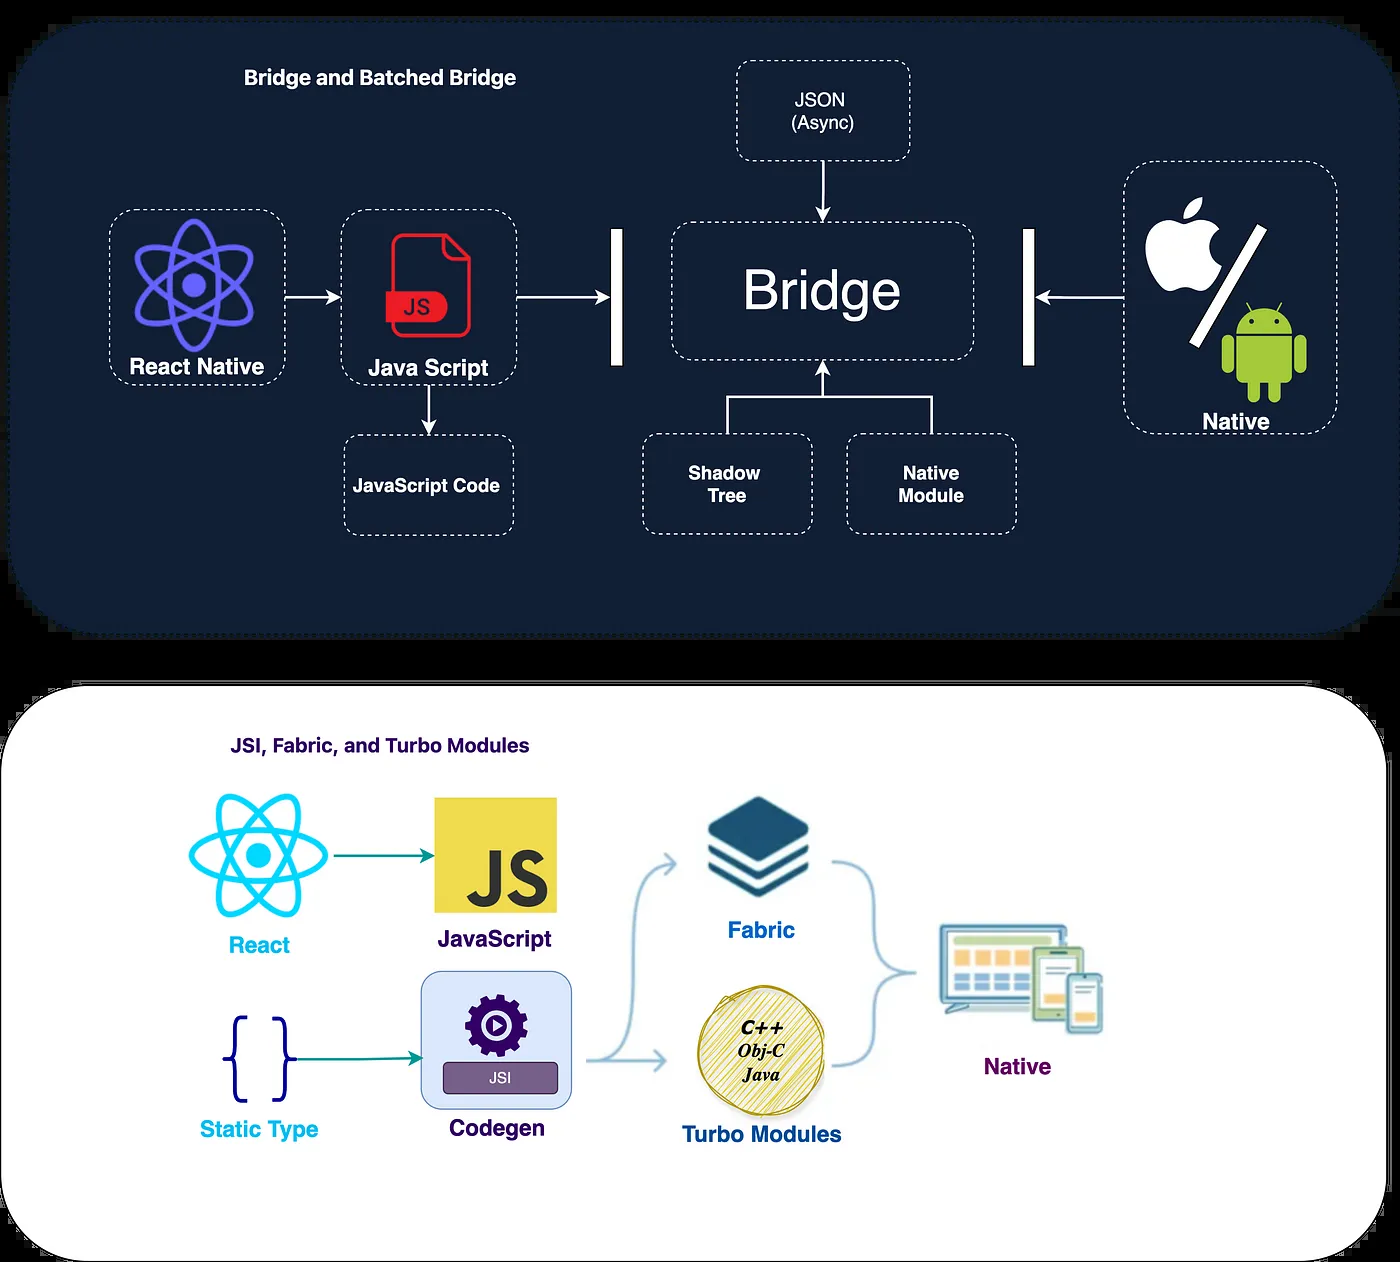 Bridge and Batched Bridge
JSON
(Async)
React Native
JS
Java Script
Bridge
Native
JavaScript Code
Shadow
Tree
Native
Module
JSI, Fabric, and Turbo Modules
React
JS
JavaScript
Fabric
Static Type
JSI
Codegen
C++
Obj-C
Java
Turbo Modules
Native